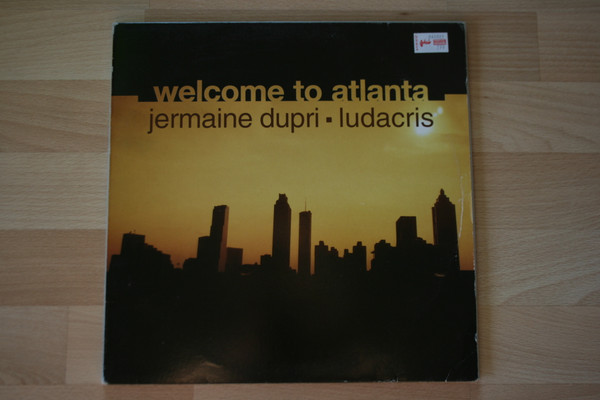 welcome to atlanta
jermaine dupri ▪ ludacris